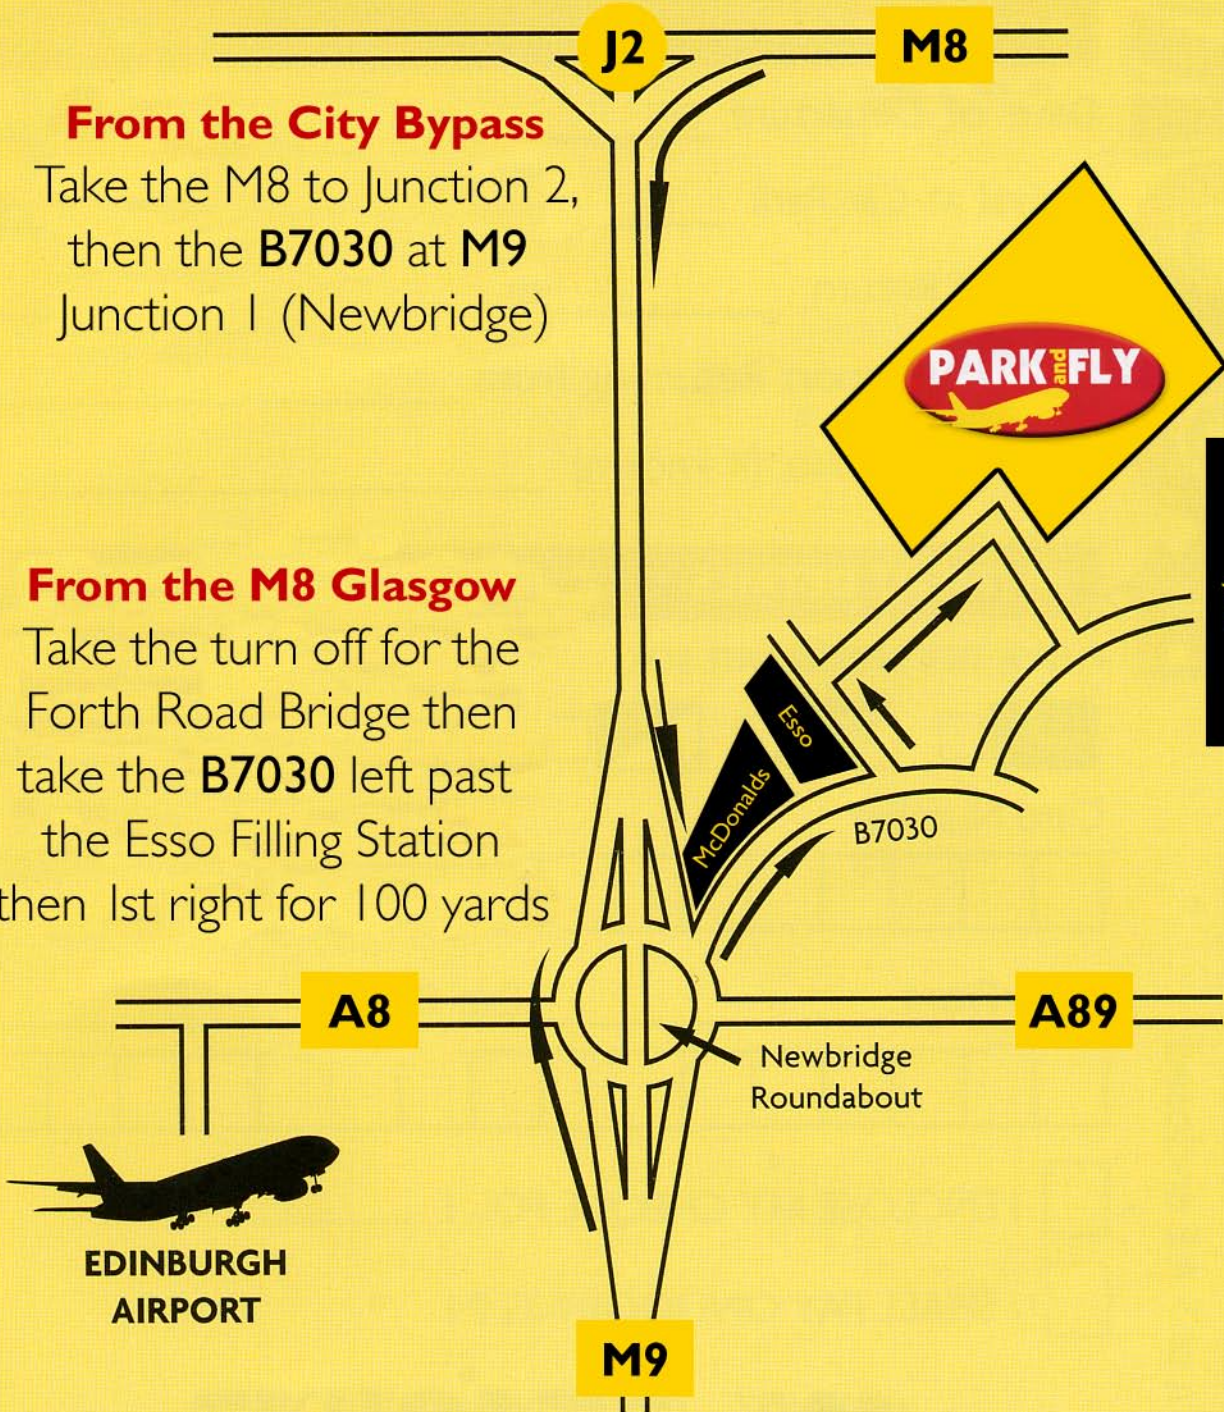 J2
M8
From the City Bypass
Take the M8 to Junction 2,
then the B7030 at M9
Junction 1 (Newbridge)
PARK and FLY
From the M8 Glasgow
Take the turn off for the
Forth Road Bridge then
take the B7030 left past
the Esso Filling Station
then 1st right for 100 yards
Esso
McDonalds
B7030
A8
A89
Newbridge
Roundabout
EDINBURGH
AIRPORT
M9